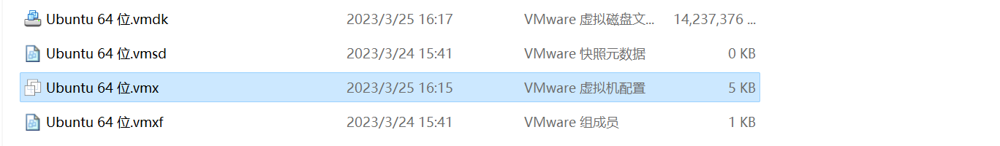 Ubuntu 64 位.vmdk 2023/3/25 16:17 VMware 虚拟磁盘文... 14,237,376 ...
Ubuntu 64 位.vmsd 2023/3/24 15:41 VMware 快照元数据 0 KB
Ubuntu 64 位.vmx 2023/3/25 16:15 VMware 虚拟机配置 5 KB
Ubuntu 64 位.vmxf 2023/3/24 15:41 VMware 组成员 1 KB